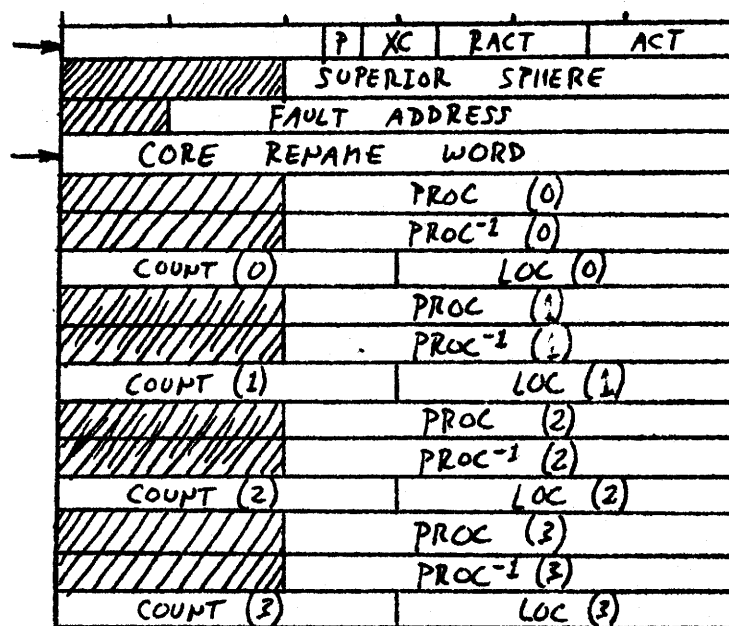 P XC RACT ACT
SUPERIOR SPHERE
FAULT ADDRESS
CORE RENAME WORD
PROC (0)
PROC⁻¹ (0)
COUNT (0) LOC (0)
PROC (1)
PROC⁻¹ (1)
COUNT (1) LOC (1)
PROC (2)
PROC⁻¹ (2)
COUNT (2) LOC (2)
PROC (3)
PROC⁻¹ (3)
COUNT (3) LOC (3)